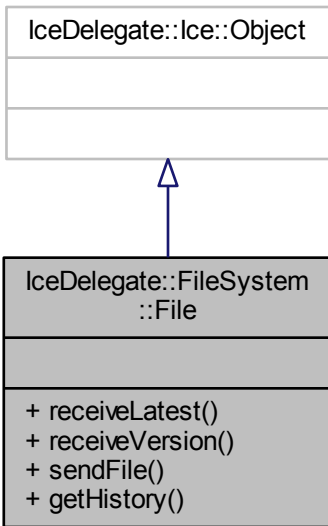 IceDelegate::Ice::Object
IceDelegate::FileSystem
::File
+ receiveLatest()
+ receiveVersion()
+ sendFile()
+ getHistory()